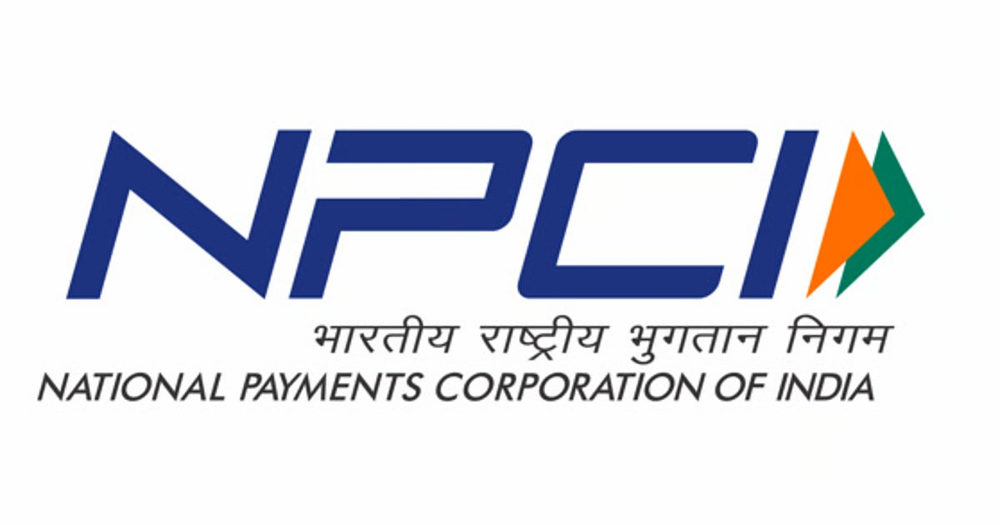 NPCI
भारतीय राष्ट्रीय भुगतान निगम
NATIONAL PAYMENTS CORPORATION OF INDIA